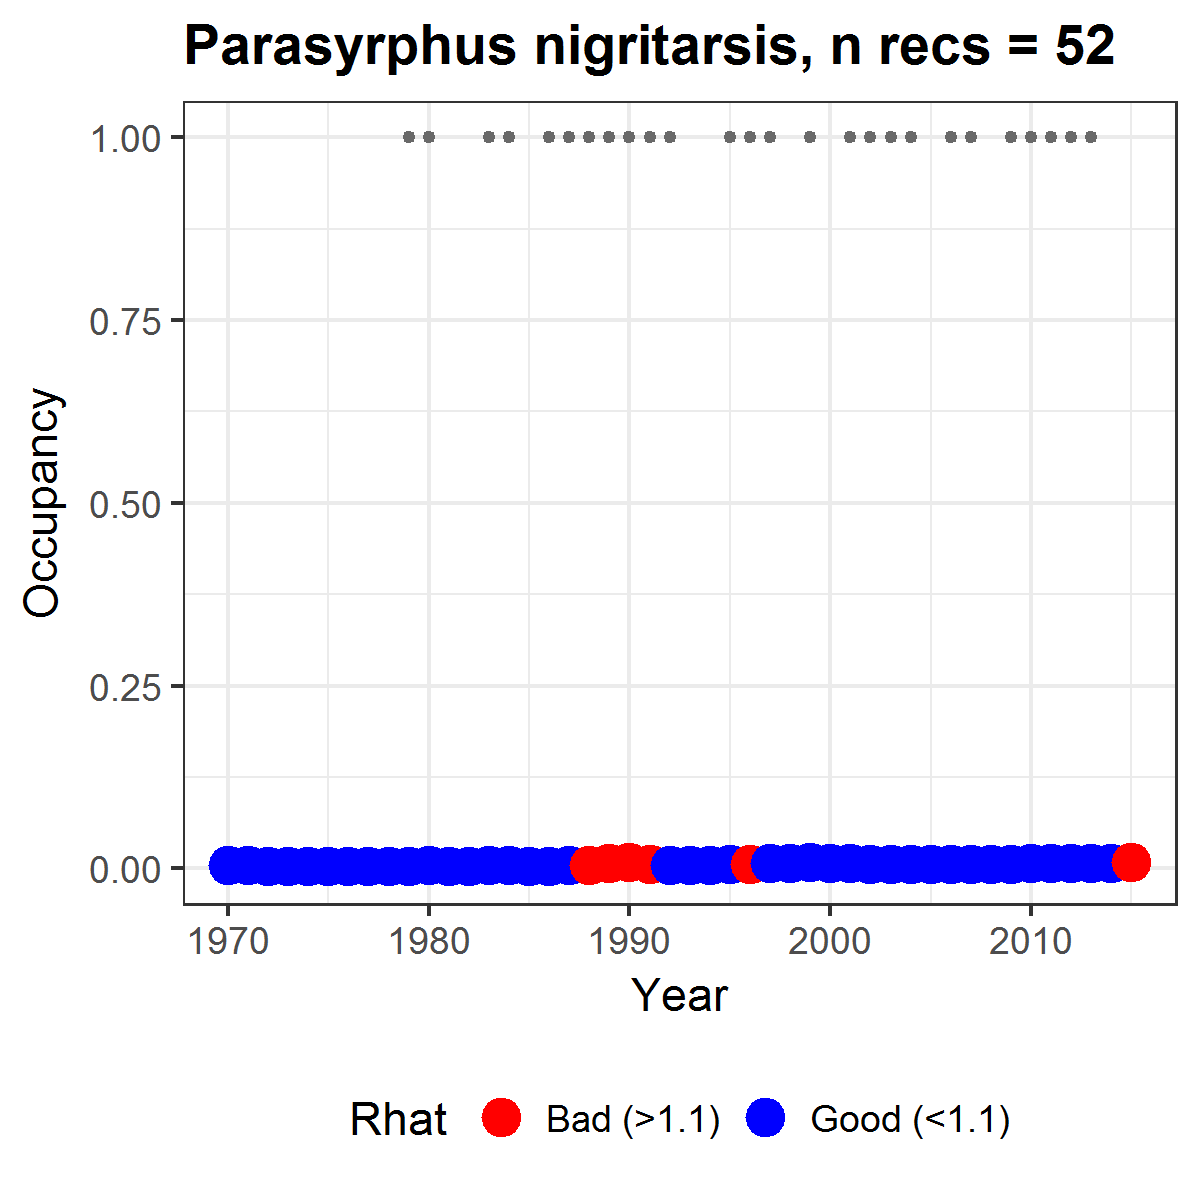 Parasyrphus nigritarsis, n recs = 52
1.00
0.75
0.50
0.25
0.00
Occupancy
1970 1980 1990 2000 2010
Year
Rhat Bad (>1.1) Good (<1.1)